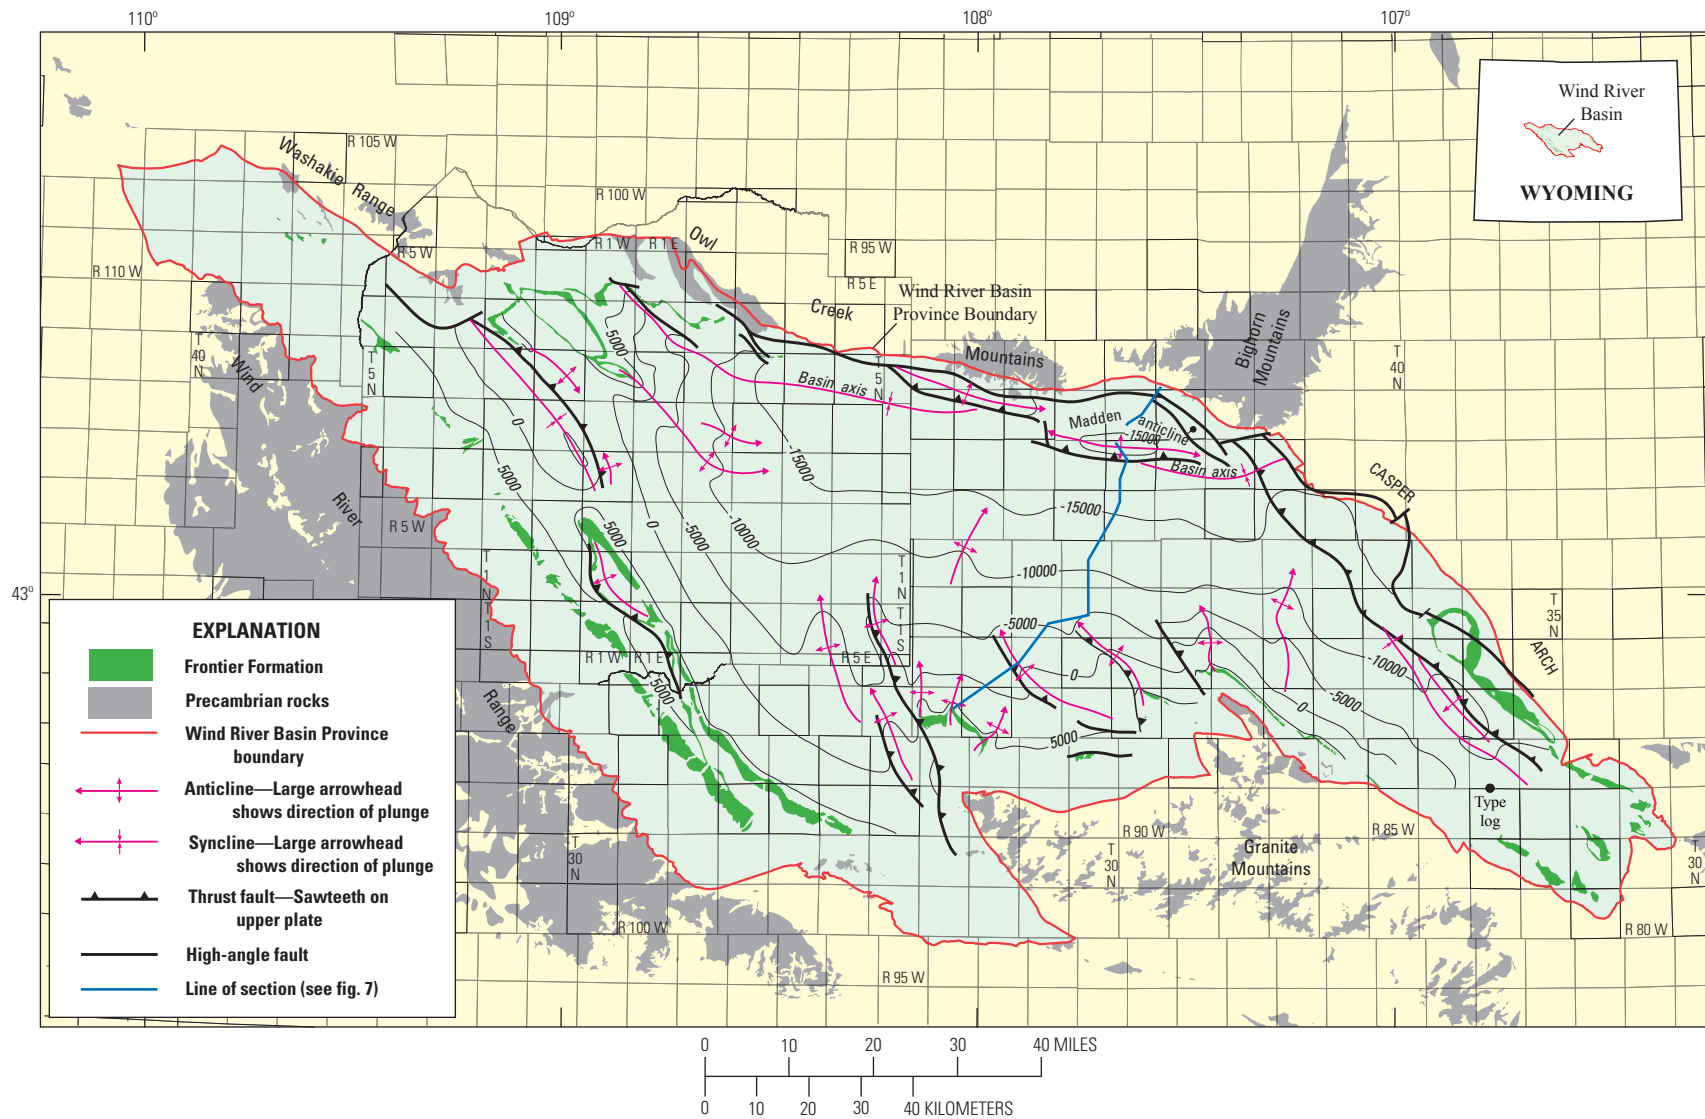 110°
109°
108°
107°
43°
Wind River
Basin
WYOMING
Washakie Range
R 105 W
R 100 W
R 110 W
R 5 W
R 1 W
R 1 E
Owl
Creek
Mountains
R 95 W
R 5 E
Wind River Basin
Province Boundary
Bighorn
Mountains
T
40
N
T
40
N
T
5
N
T
5
N
Wind
River
Range
5000
0
-15000
Basin axis
Madden
anticline
-15000
Basin axis
CASPER
ARCH
5000
R 5 W
5000
0
-5000
-10000
-15000
-10000
T
1
N
T
1
S
T
1
N
T
1
S
T
35
N
-5000
0
-10000
-5000
0
R 1 W
R 1 E
R 5 E
5000
5000
Type
log
R 90 W
R 85 W
T
30
N
T
30
N
T
30
N
Granite
Mountains
R 100 W
R 95 W
R 80 W
EXPLANATION
Frontier Formation
Precambrian rocks
Wind River Basin Province
boundary
Anticline—Large arrowhead
shows direction of plunge
Syncline—Large arrowhead
shows direction of plunge
Thrust fault—Sawteeth on
upper plate
High-angle fault
Line of section (see fig. 7)
0 10 20 30 40 MILES
0 10 20 30 40 KILOMETERS